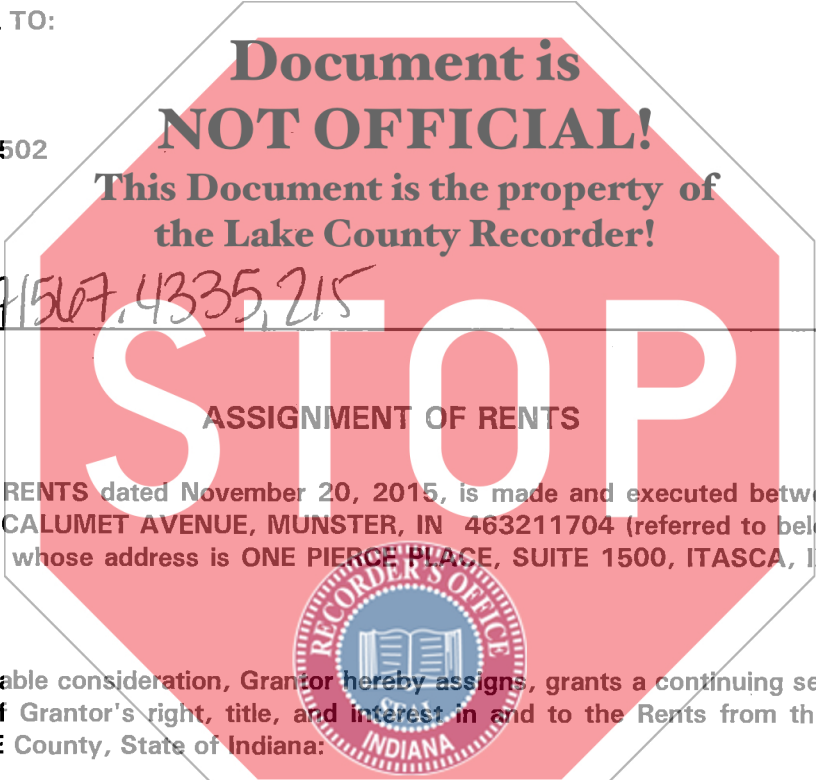 TO:
Document is
NOT OFFICIAL!
502
This Document is the property of
the Lake County Recorder!
71567,4335,215
STOP
ASSIGNMENT OF RENTS
RENTS dated November 20, 2015, is made and executed betw
CALUMET AVENUE, MUNSTER, IN 463211704 (referred to bel
whose address is ONE PIERCE PLACE, SUITE 1500, ITASCA, I
RECORDER'S OFFICE
able consideration, Grantor hereby assigns, grants a continuing se
f Grantor's right, title, and interest in and to the Rents from th
E County, State of Indiana:
SEAL
INDIANA